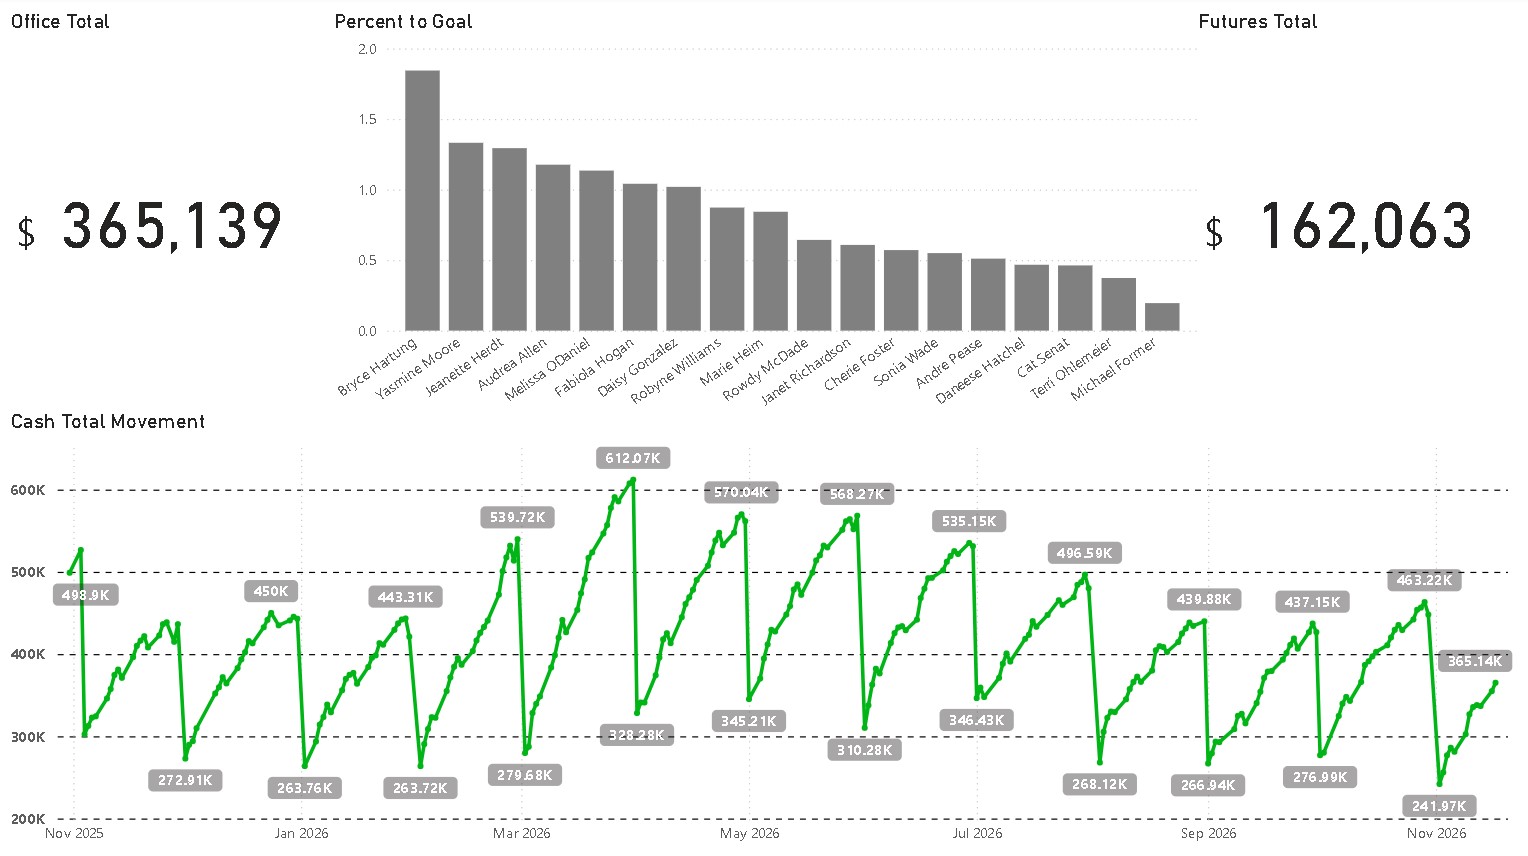 Office Total
$ 365,139
Percent to Goal
2.0
1.5
1.0
0.5
0.0
Bryce Hartung
Yasmine Moore
Jeanette Herdt
Audrea Allen
Melissa ODaniel
Fabiola Hogan
Daisy Gonzalez
Robyne Williams
Marie Heim
Rowdy McDade
Janet Richardson
Cherie Foster
Sonia Wade
Andre Pease
Daneese Hatchel
Cat Senat
Terri Ohlemeier
Michael Former
Futures Total
$ 162,063
Cash Total Movement
600K
500K
400K
300K
200K
498.9K
272.91K
450K
263.76K
443.31K
263.72K
539.72K
279.68K
612.07K
328.28K
570.04K
345.21K
568.27K
310.28K
535.15K
346.43K
496.59K
268.12K
439.88K
266.94K
437.15K
276.99K
463.22K
241.97K
365.14K
Nov 2025
Jan 2026
Mar 2026
May 2026
Jul 2026
Sep 2026
Nov 2026